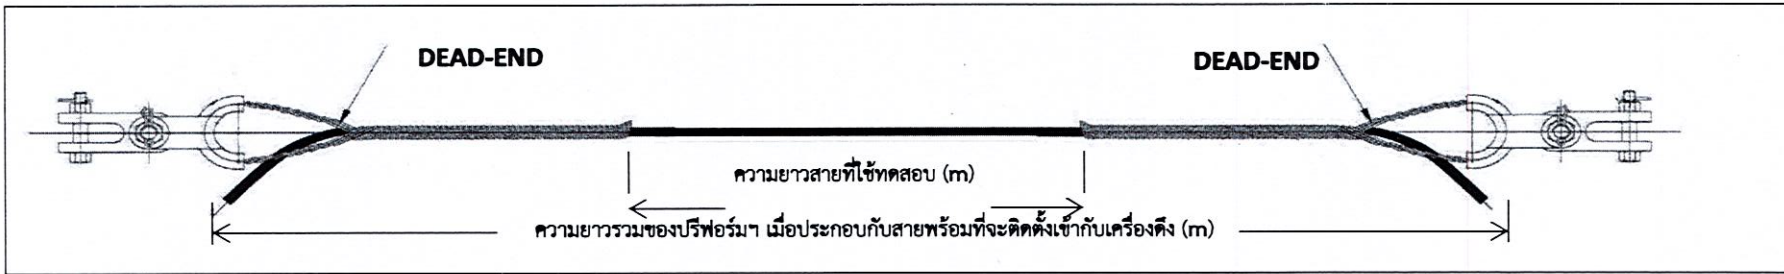 DEAD-END
DEAD-END
ความยาวสายที่ใช้ทดสอบ (m)
ความยาวรวมของปรีฟอร์มฯ เมื่อประกอบกับสายพร้อมที่จะติดตั้งเข้ากับเครื่องดึง (m)